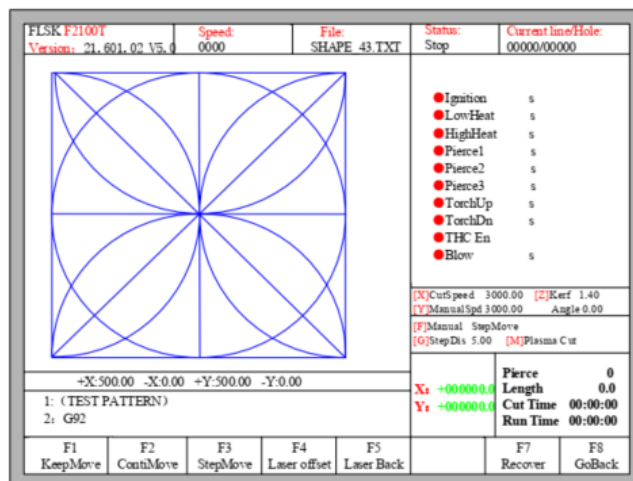 FLSK F2100T
Version: 21.601.02 V5.0
Speed:
0000
File:
SHAPE 43.TXT
Status:
Stop
Current line/Hole:
00000/00000
Ignition s
LowHeat s
HighHeat s
Pierce1 s
Pierce2 s
Pierce3 s
TorchUp s
TorchDn s
THC En
Blow s
[X]CutSpeed 3000.00 [Z]Kerf 1.40
[Y]ManualSpd 3000.00 Angle 0.00
[F]Manual StepMove
[G]StepDis 5.00 [M]Plasma Cut
+X:500.00 -X:0.00 +Y:500.00 -Y:0.00
1: (TEST PATTERN)
2: G92
X: +000000.0
Y: +000000.0
Pierce 0
Length 0.0
Cut Time 00:00:00
Run Time 00:00:00
F1 F2 F3 F4 F5 F7 F8
KeepMove ContiMove StepMove Laser offset Laser Back Recover GoBack